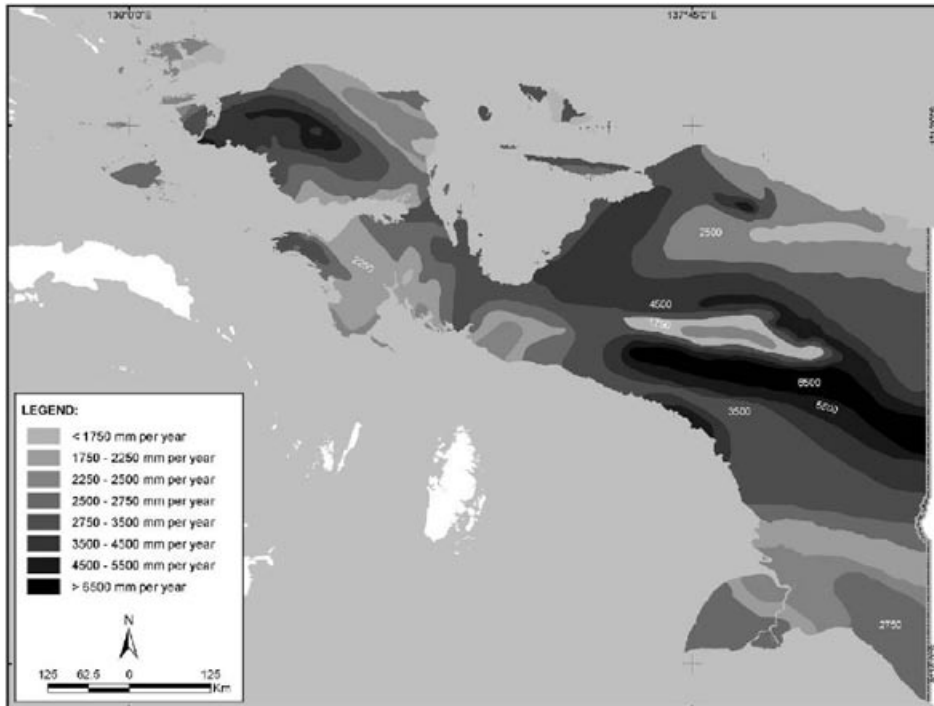 137°45'0"E
2500
2250
4500
1750
6500
5500
3500
2750
LEGEND:
< 1750 mm per year
1750 - 2250 mm per year
2250 - 2500 mm per year
2500 - 2750 mm per year
2750 - 3500 mm per year
3500 - 4500 mm per year
4500 - 5500 mm per year
> 5500 mm per year
N
125 62.5 0 125
Km